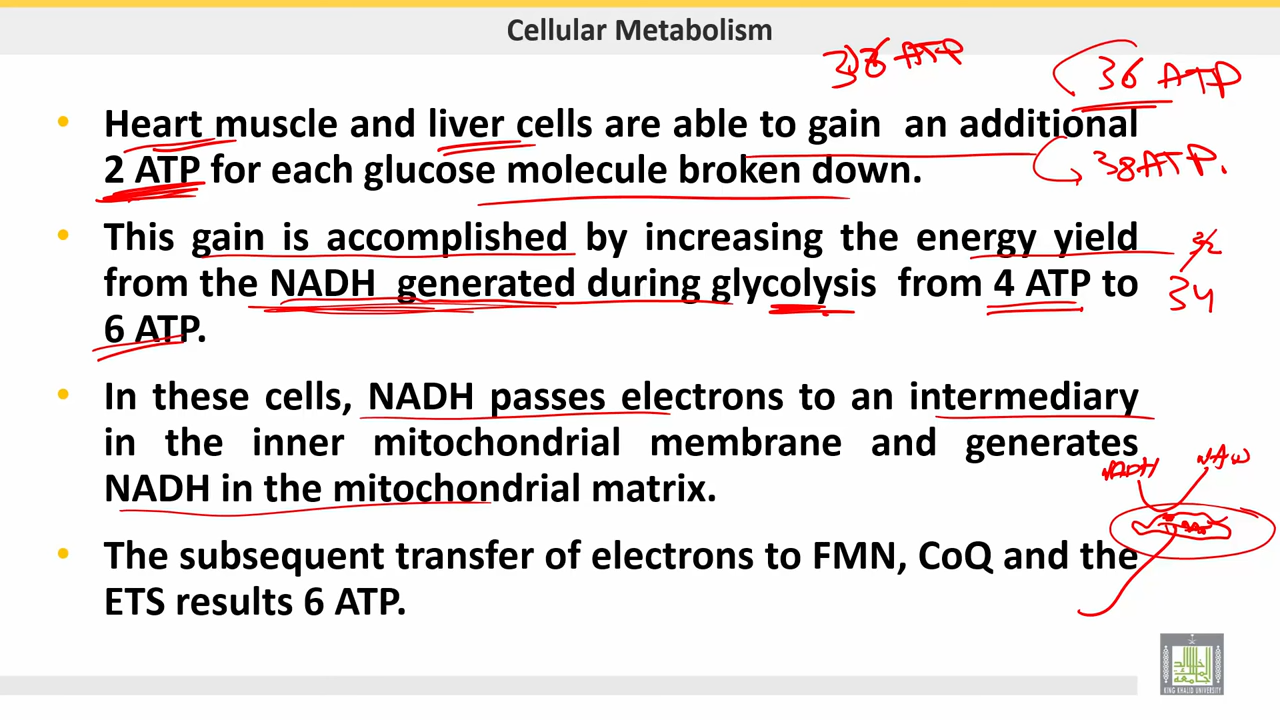 Cellular Metabolism
36 ATP
• Heart muscle and liver cells are able to gain an additional
2 ATP for each glucose molecule broken down.
38 ATP.
• This gain is accomplished by increasing the energy yield
from the NADH generated during glycolysis from 4 ATP to
34
6 ATP.
• In these cells, NADH passes electrons to an intermediary
in the inner mitochondrial membrane and generates
NADH
NADH in the mitochondrial matrix.
• The subsequent transfer of electrons to FMN, CoQ and the
ETS results 6 ATP.
KING KHALID UNIVERSITY